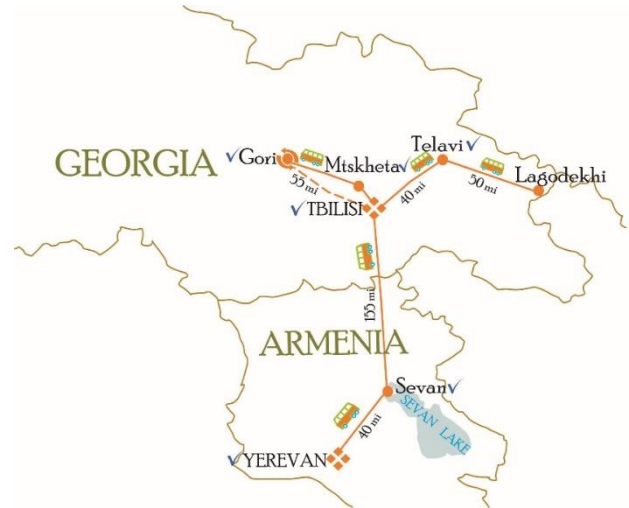 GEORGIA
Gori
Mtskheta
Telavi
Lagodekhi
55 mi
40 mi
50 mi
TBILISI
155 mi
ARMENIA
Sevan
SEVAN LAKE
40 mi
YEREVAN